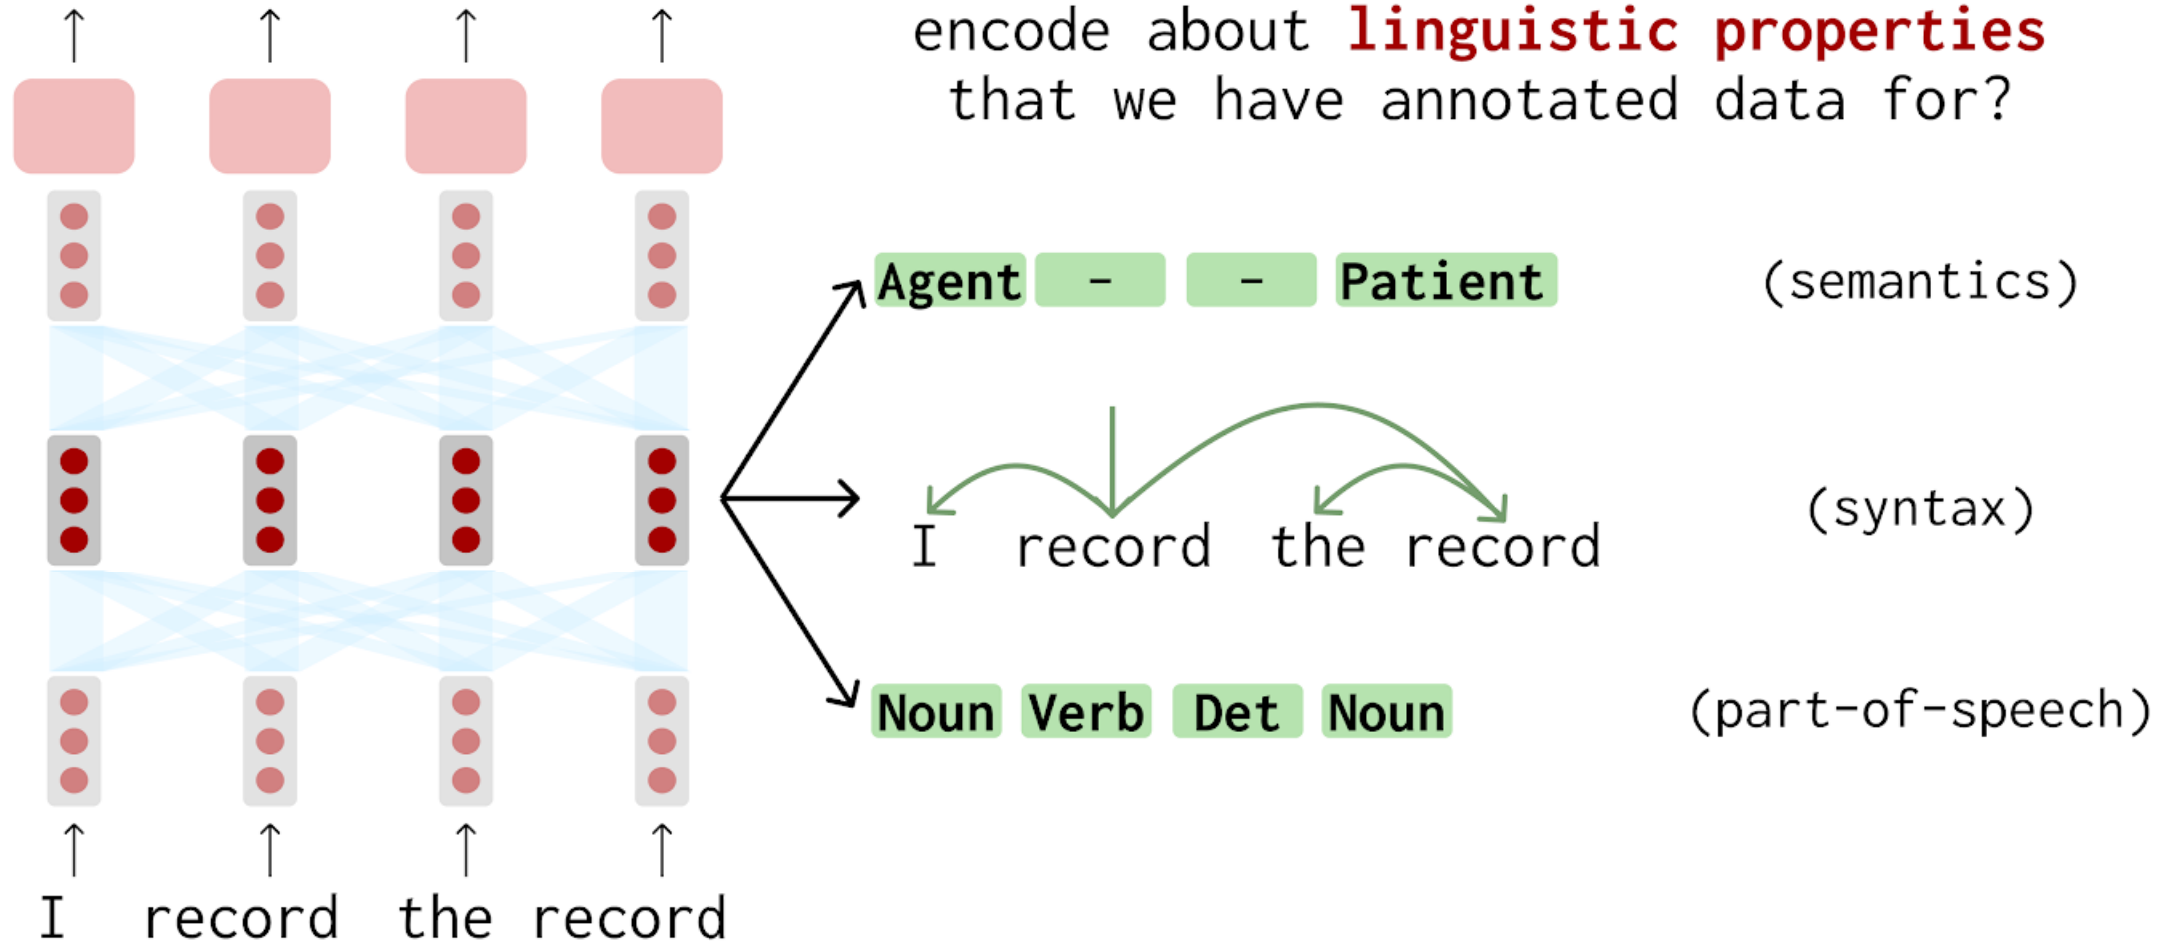 encode about linguistic properties
that we have annotated data for?
Agent - - Patient (semantics)
I record the record (syntax)
Noun Verb Det Noun (part-of-speech)
I record the record